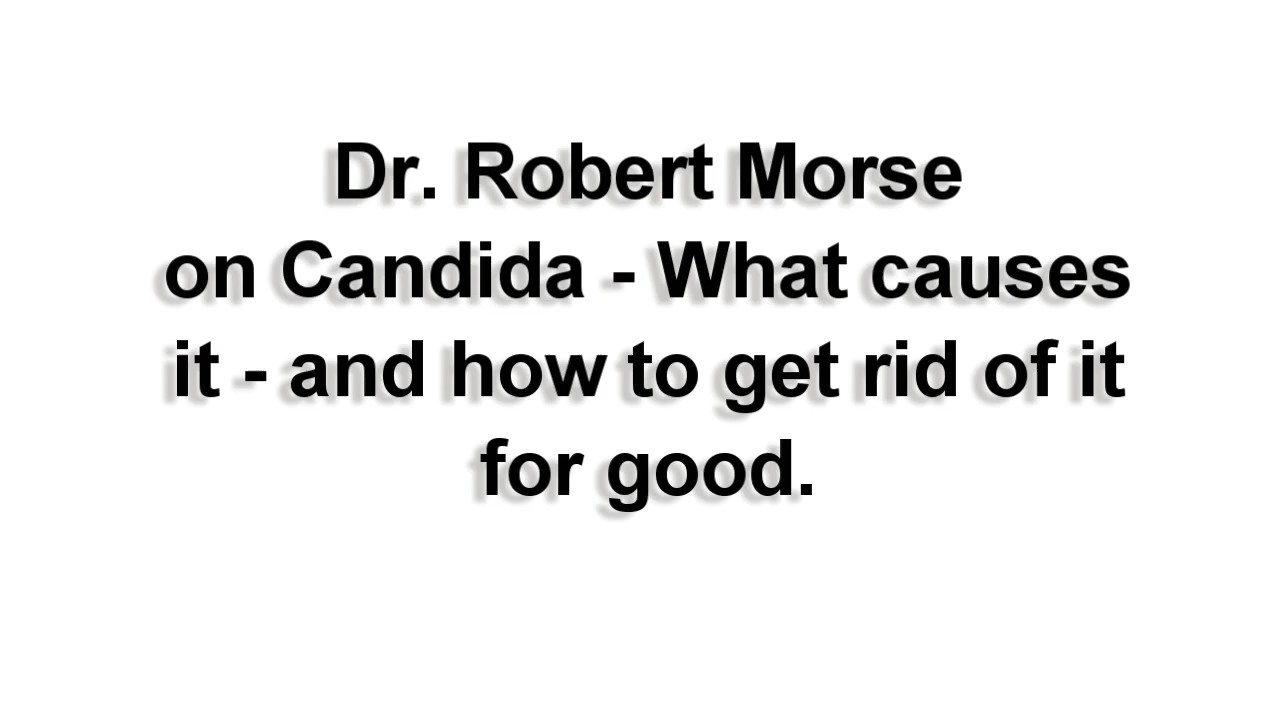 Dr. Robert Morse
on Candida - What causes
it - and how to get rid of it
for good.